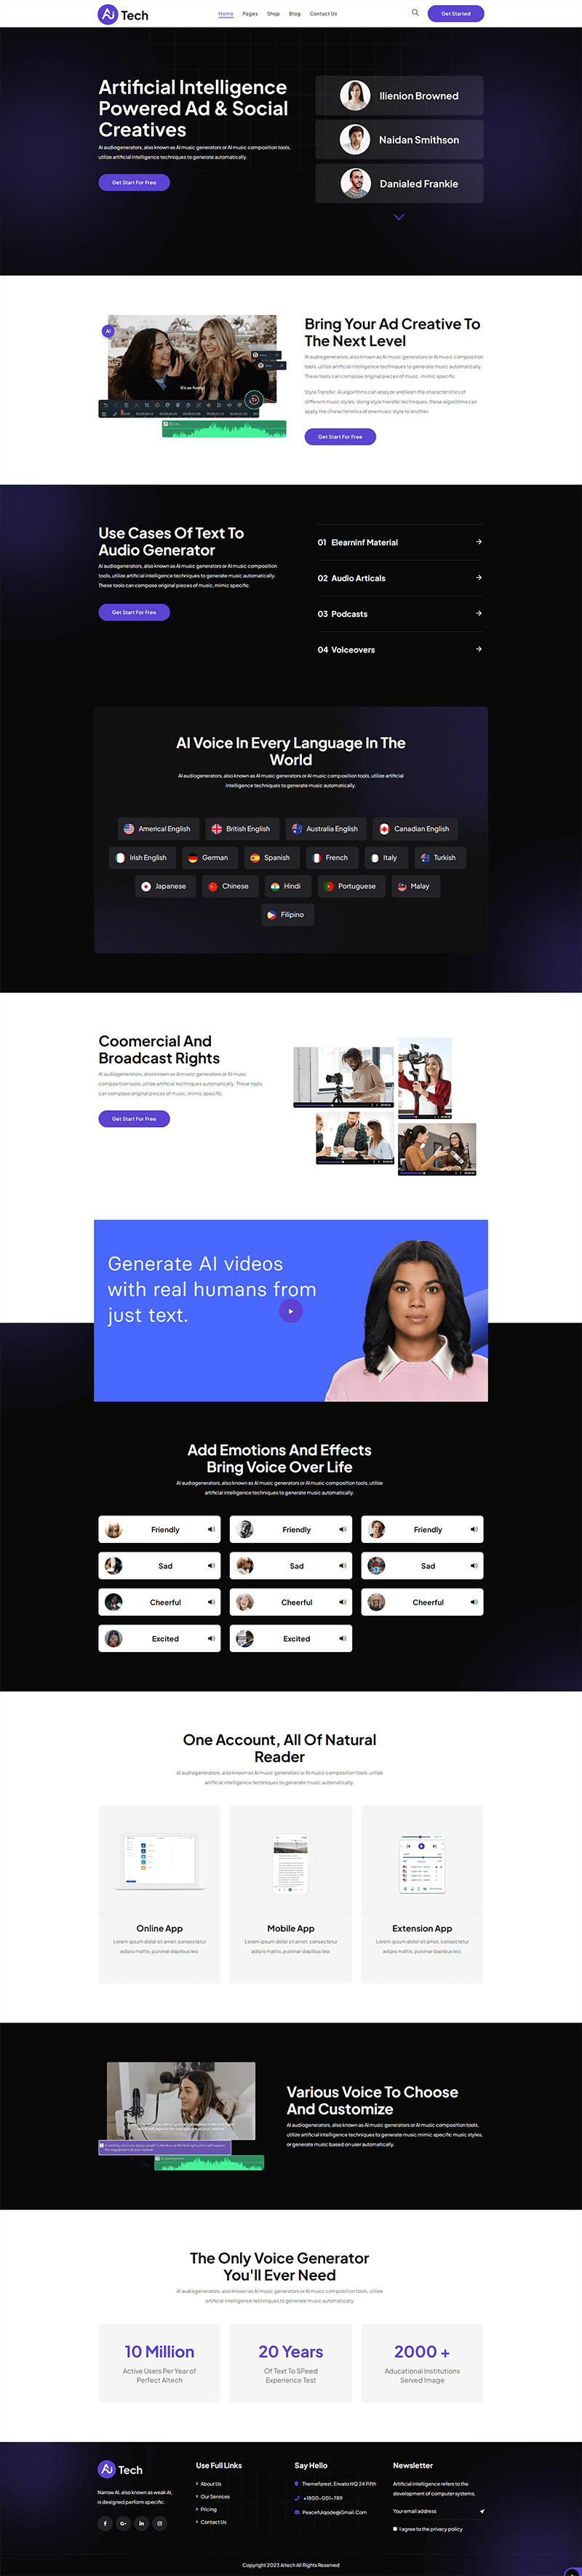 Ai Tech
Home Pages Shop Blog Contact Us
Get Started
Artificial Intelligence
Powered Ad & Social
Creatives
AI audiogenerators, also known as AI music generators or AI music composition tools,
utilize artificial intelligence techniques to generate automatically.
Get Start For Free
Ilienion Browned
Naidan Smithson
Danialed Frankie
AI
It's so funny!
Bring Your Ad Creative To
The Next Level
AI audiogenerators, also known as AI music generators or AI music composition
tools, utilize artificial intelligence techniques to generate music automatically.
These tools can compose original pieces of music, mimic specific.
Style Transfer: AI algorithms can analyze and learn the characteristics of
different music styles. Using style transfer techniques, these algorithms can
apply the characteristics of one music style to another.
Get Start For Free
Use Cases Of Text To
Audio Generator
AI audiogenerators, also known as AI music generators or AI music composition
tools, utilize artificial intelligence techniques to generate music automatically.
These tools can compose original pieces of music, mimic specific.
Get Start For Free
01 Elearninf Material
02 Audio Articals
03 Podcasts
04 Voiceovers
AI Voice In Every Language In The
World
AI audiogenerators, also known as AI music generators or AI music composition tools, utilize artificial
intelligence techniques to generate music automatically.
Americal English
British English
Australia English
Canadian English
Irish English
German
Spanish
French
Italy
Turkish
Japanese
Chinese
Hindi
Portuguese
Malay
Filipino
Coomercial And
Broadcast Rights
AI audiogenerators, also known as AI music generators or AI music
composition tools, utilize artificial techniques automatically. These tools
can compose original pieces of music, mimic specific.
Get Start For Free
Generate AI videos
with real humans from
just text.
Add Emotions And Effects
Bring Voice Over Life
AI audiogenerators, also known as AI music generators or AI music composition tools, utilize
artificial intelligence techniques to generate music automatically.
Friendly
Friendly
Friendly
Sad
Sad
Sad
Cheerful
Cheerful
Cheerful
Excited
Excited
One Account, All Of Natural
Reader
AI audiogenerators, also known as AI music generators or AI music composition tools, utilize
artificial intelligence techniques to generate music automatically.
Online App
Lorem ipsum dolor sit amet, consectetur
adipis mattis, pulvinar dapibus leo.
Mobile App
Lorem ipsum dolor sit amet, consectetur
adipis mattis, pulvinar dapibus leo.
Extension App
Lorem ipsum dolor sit amet, consectetur
adipis mattis, pulvinar dapibus leo.
Various Voice To Choose
And Customize
AI audiogenerators, also known as AI music generators or AI music composition tools,
utilize artificial intelligence techniques to generate music mimic specific music styles,
or generate music based on user automatically.
The Only Voice Generator
You'll Ever Need
AI audiogenerators, also known as AI music generators or AI music composition tools, utilize
artificial intelligence techniques to generate music automatically.
10 Million
Active Users Per Year of
Perfect AItech
20 Years
Of Text To SPeed
Experience Test
2000 +
Aducational Institutions
Served Image
Ai Tech
Narrow AI, also known as weak AI,
is designed perform specific.
Use Full Links
About Us
Our Services
Pricing
Contact Us
Say Hello
Themeforest, Envato HQ 24 Fifth
+1800-001-789
Peacefulqode@Gmail.Com
Newsletter
Artificial intelligence refers to the
development of computer systems.
Your email address
I agree to the privacy policy
Copyright 2023 Aitech All Rights Reserved